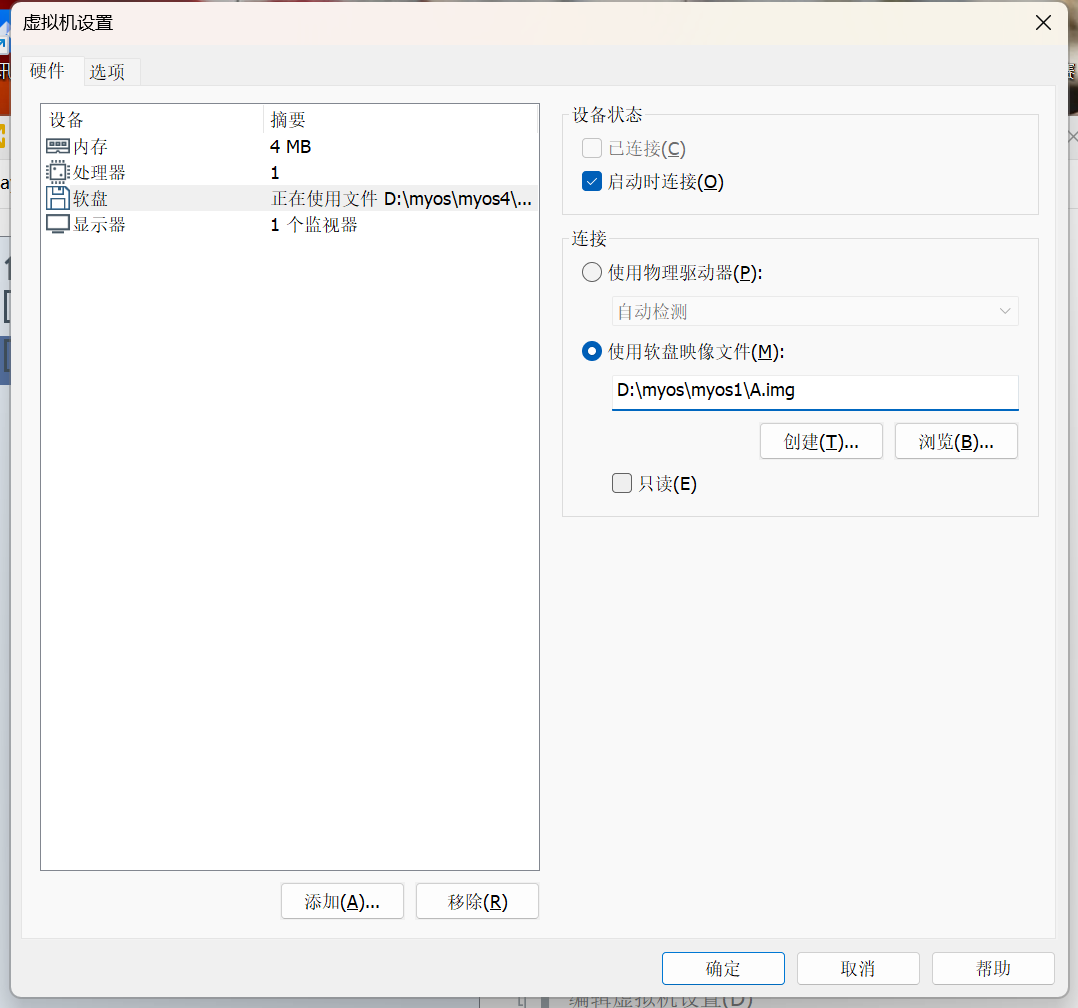 虚拟机设置
硬件 选项
设备 摘要
内存 4 MB
处理器 1
软盘 正在使用文件 D:\myos\myos4\...
显示器 1 个监视器
添加(A)... 移除(R)
设备状态
已连接(C)
启动时连接(O)
连接
使用物理驱动器(P):
自动检测
使用软盘映像文件(M):
D:\myos\myos1\A.img
创建(T)... 浏览(B)...
只读(E)
确定 取消 帮助
编辑虚拟机设置(D)